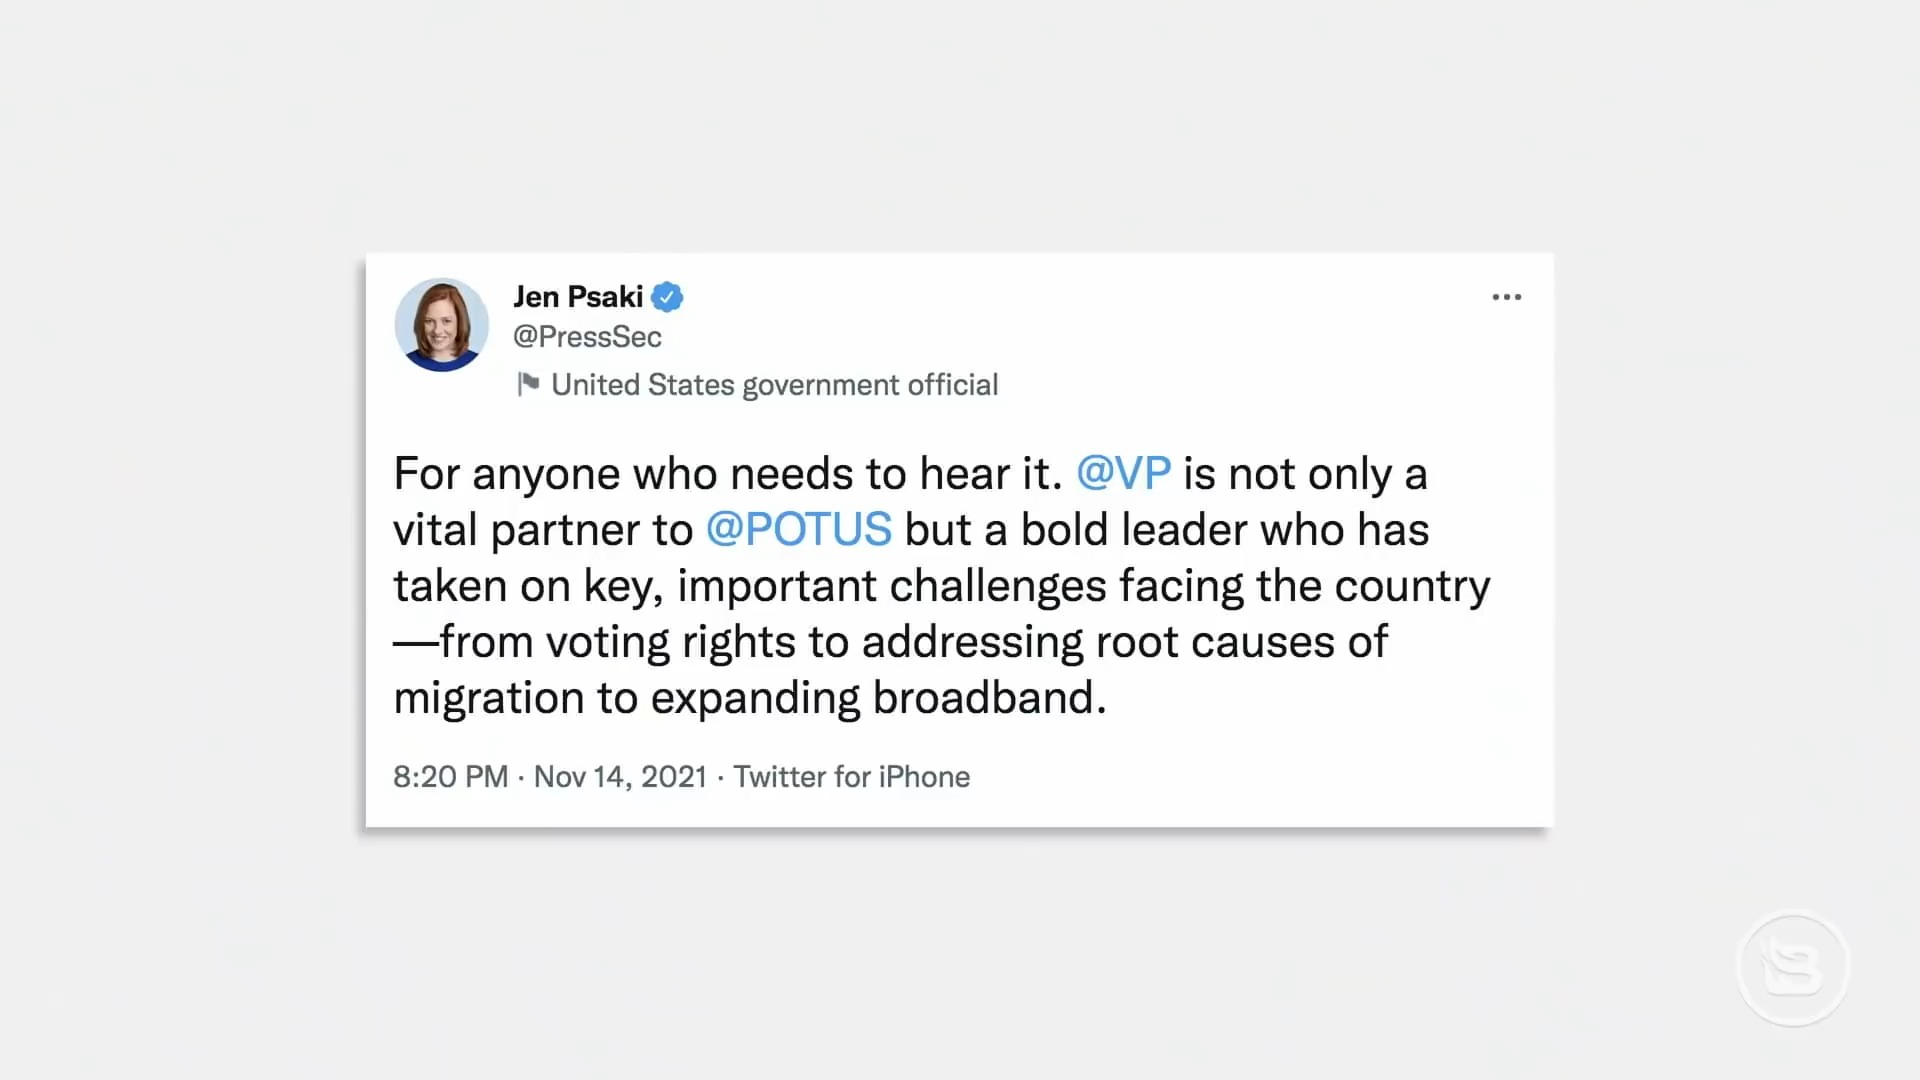 Jen Psaki
@PressSec
United States government official
For anyone who needs to hear it. @VP is not only a
vital partner to @POTUS but a bold leader who has
taken on key, important challenges facing the country
—from voting rights to addressing root causes of
migration to expanding broadband.
8:20 PM · Nov 14, 2021 · Twitter for iPhone